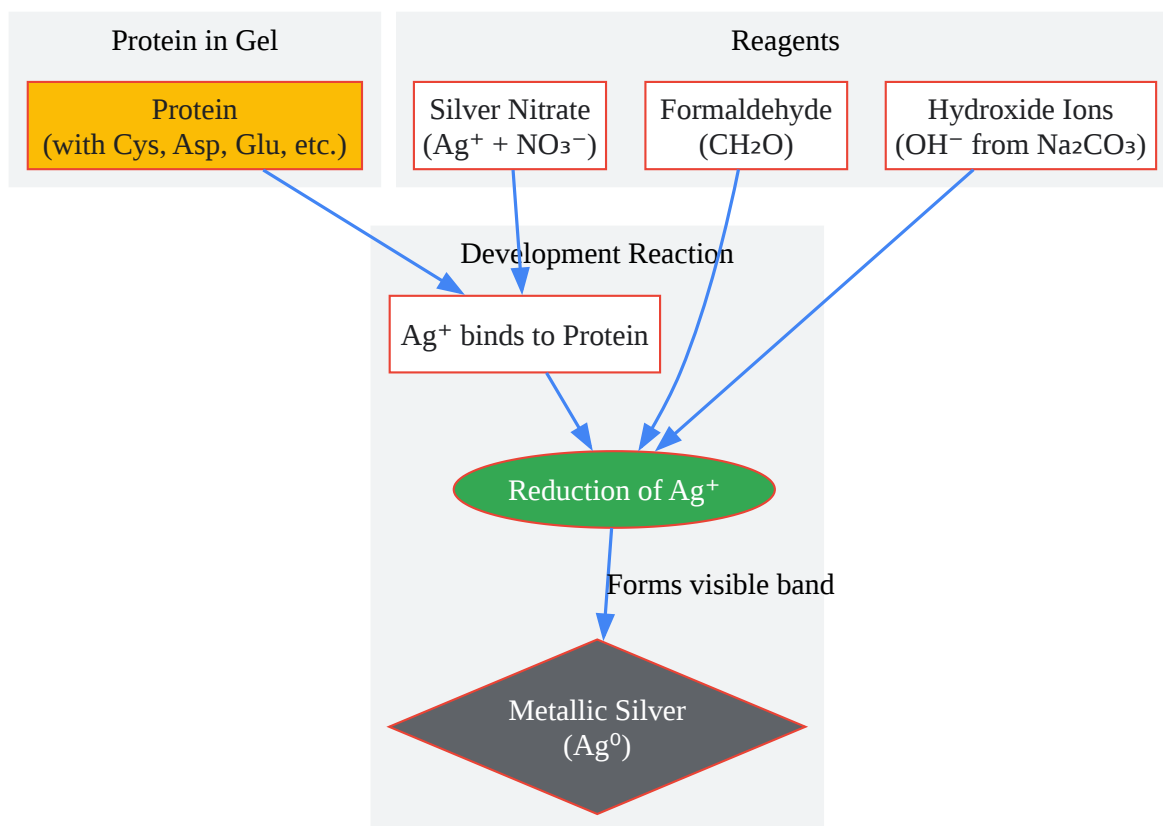 Protein in Gel
Reagents
Protein
(with Cys, Asp, Glu, etc.)
Silver Nitrate
(Ag⁺ + NO₃⁻)
Formaldehyde
(CH₂O)
Hydroxide Ions
(OH⁻ from Na₂CO₃)
Development Reaction
Ag⁺ binds to Protein
Reduction of Ag⁺
Forms visible band
Metallic Silver
(Ag⁰)